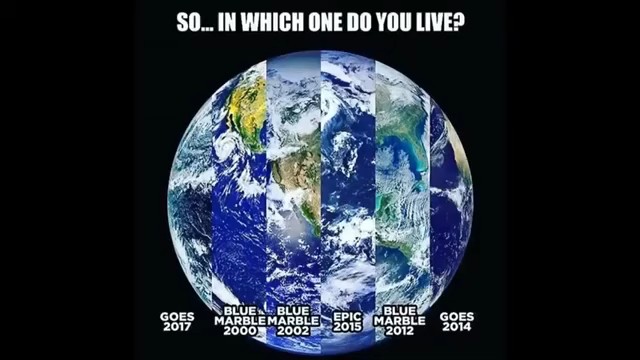 SO... IN WHICH ONE DO YOU LIVE?
GOES
2017
BLUE
MARBLE
2000
BLUE
MARBLE
2002
EPIC
2015
BLUE
MARBLE
2012
GOES
2014